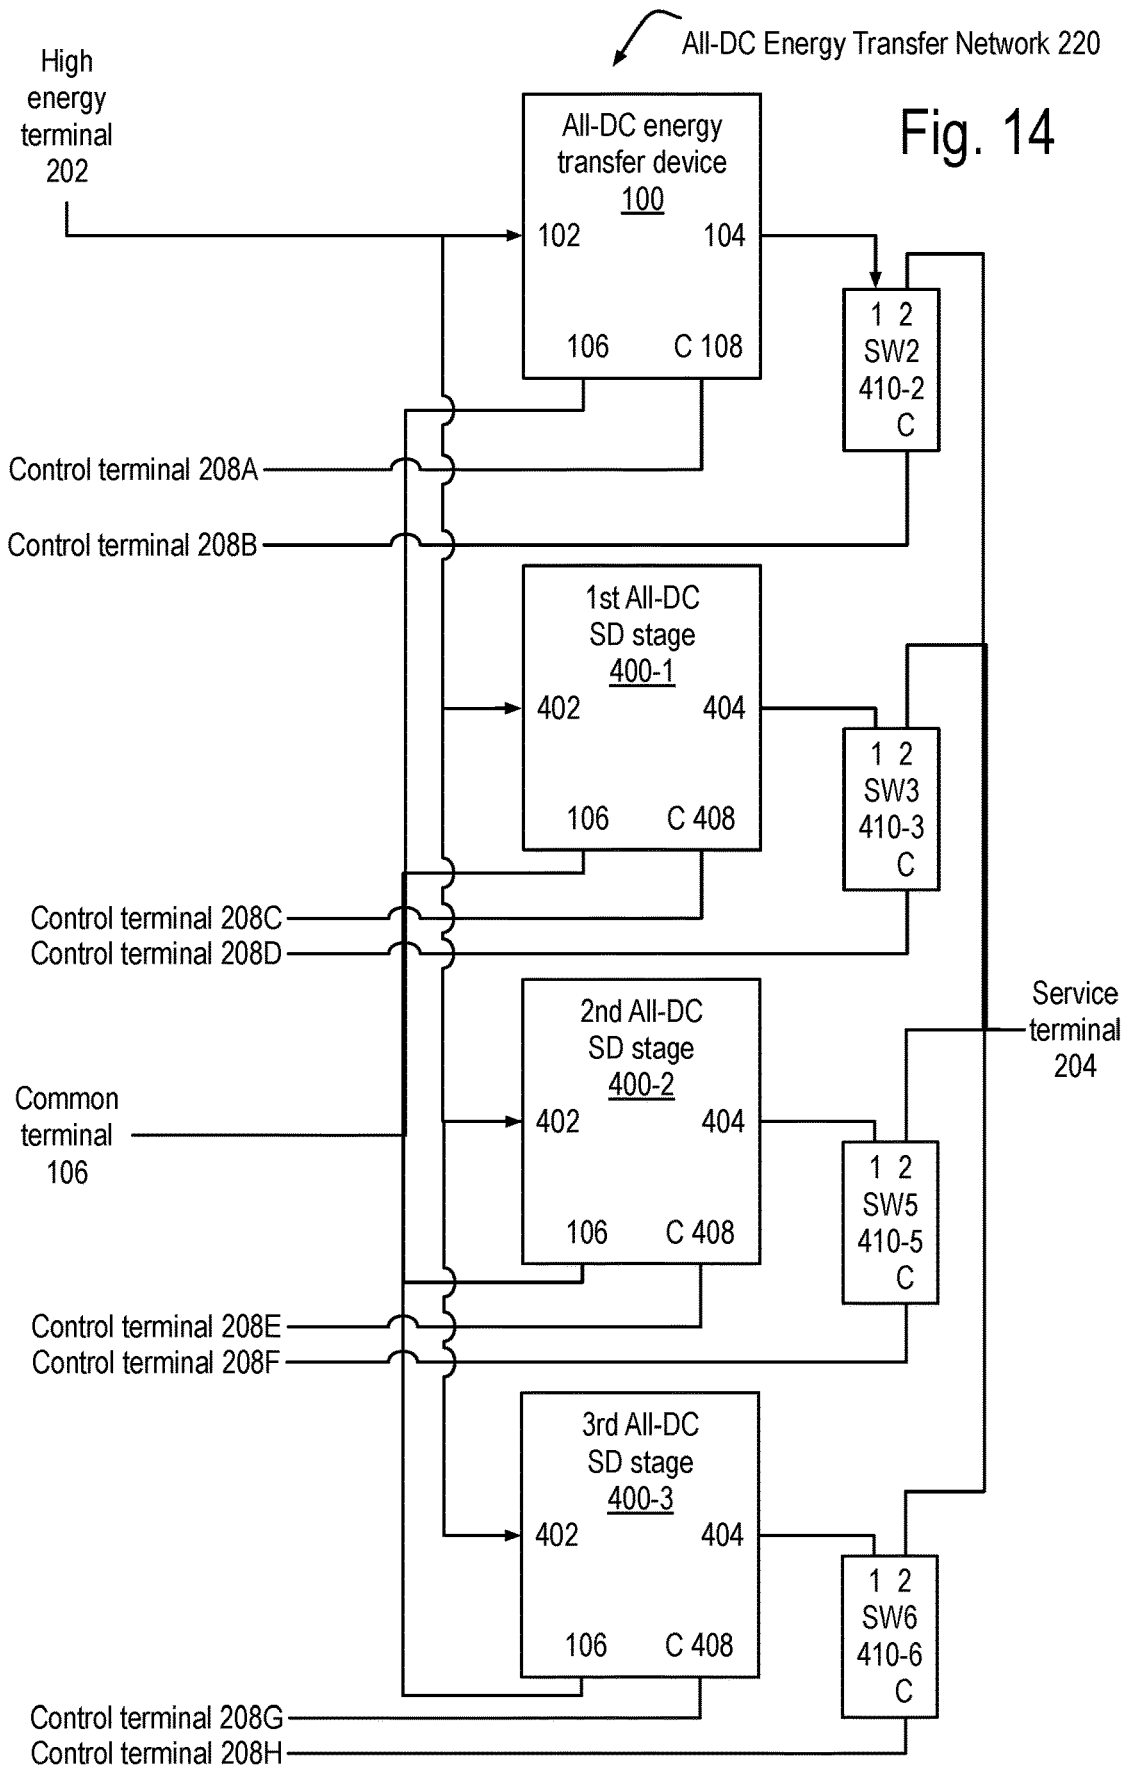 All-DC Energy Transfer Network 220
Fig. 14
High
energy
terminal
202
All-DC energy
transfer device
100
102 104
106 C 108
1 2
SW2
410-2
C
Control terminal 208A
Control terminal 208B
1st All-DC
SD stage
400-1
402 404
106 C 408
1 2
SW3
410-3
C
Control terminal 208C
Control terminal 208D
Service
terminal
204
2nd All-DC
SD stage
400-2
402 404
106 C 408
Common
terminal
106
1 2
SW5
410-5
C
Control terminal 208E
Control terminal 208F
3rd All-DC
SD stage
400-3
402 404
106 C 408
1 2
SW6
410-6
C
Control terminal 208G
Control terminal 208H